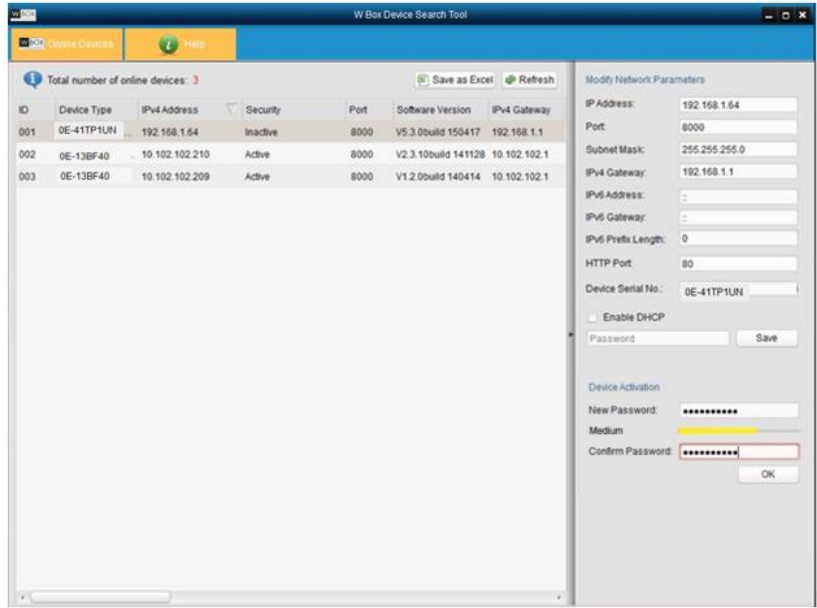 W BOX
W Box Device Search Tool
W BOX Online Devices
Help
Total number of online devices: 3
Save as Excel
Refresh
ID Device Type IPv4 Address Security Port Software Version IPv4 Gateway
001 0E-41TP1UN ... 192.168.1.64 Inactive 8000 V5.3.0build 150417 192.168.1.1
002 0E-13BF40 10.102.102.210 Active 8000 V2.3.10build 141128 10.102.102.1
003 0E-13BF40 10.102.102.209 Active 8000 V1.2.0build 140414 10.102.102.1
Modify Network Parameters
IP Address: 192.168.1.64
Port: 8000
Subnet Mask: 255.255.255.0
IPv4 Gateway: 192.168.1.1
IPv6 Address: ::
IPv6 Gateway: ::
IPv6 Prefix Length: 0
HTTP Port: 80
Device Serial No.: 0E-41TP1UN
Enable DHCP
Password Save
Device Activation
New Password: ●●●●●●●●●●
Medium
Confirm Password: ●●●●●●●●●●
OK